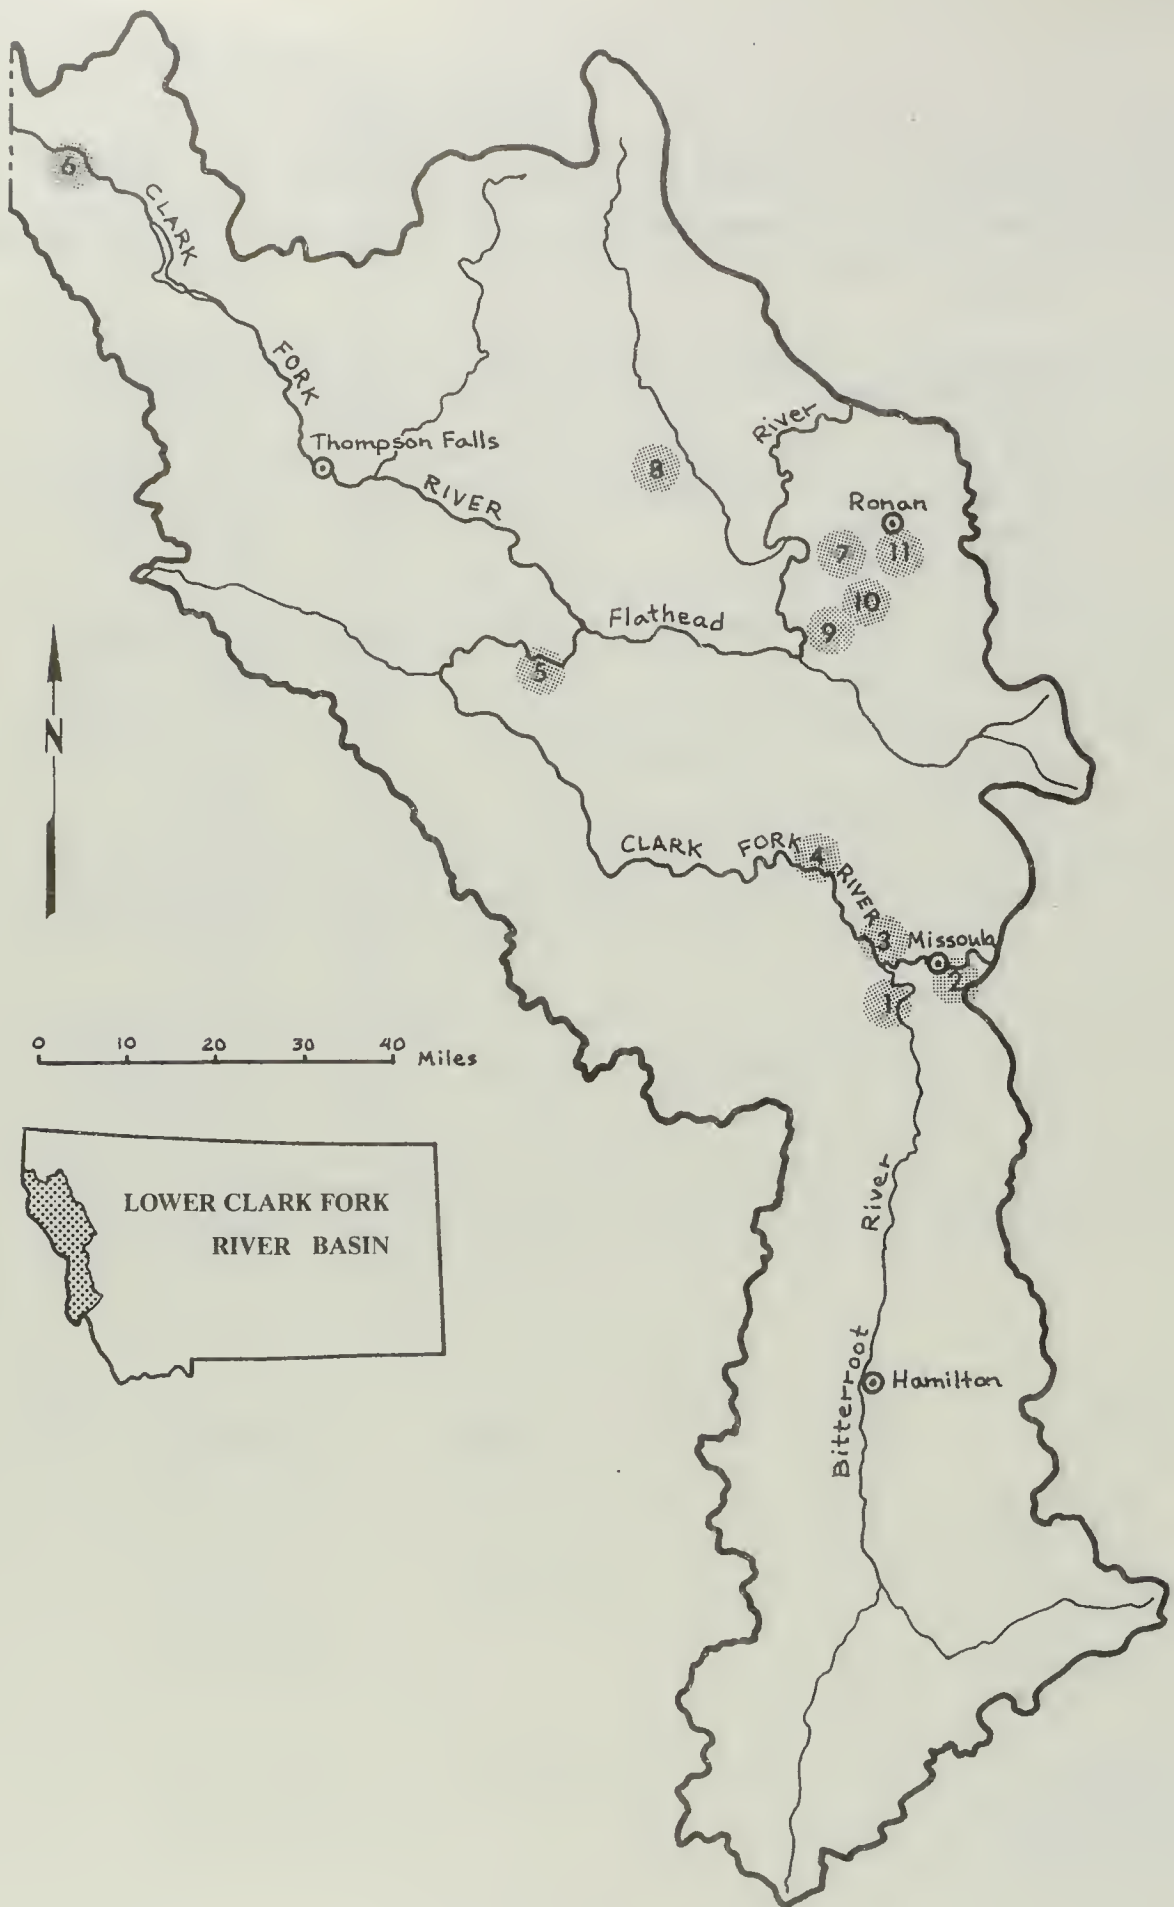 6
CLARK
FORK
Thompson Falls
RIVER
8
River
Ronan
7
11
10
9
Flathead
5
N
CLARK FORK
RIVER
4
3
Missoula
2
1
0 10 20 30 40 Miles
LOWER CLARK FORK
RIVER BASIN
River
Bitterroot
Hamilton